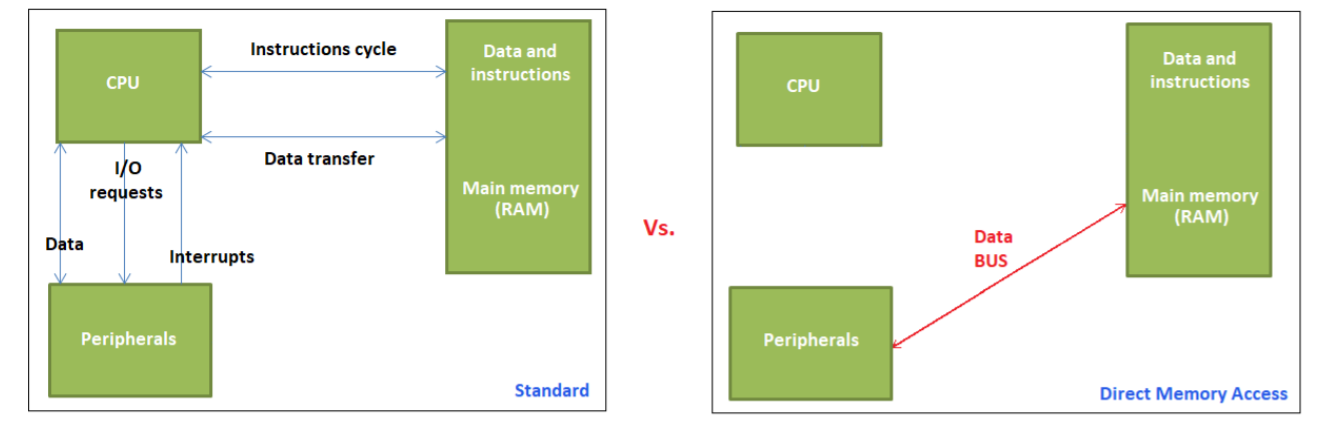 Instructions cycle
CPU
Data and
instructions
Data transfer
I/O
requests
Main memory
(RAM)
Data
Interrupts
Peripherals
Standard
Vs.
CPU
Data and
instructions
Main memory
(RAM)
Data
BUS
Peripherals
Direct Memory Access